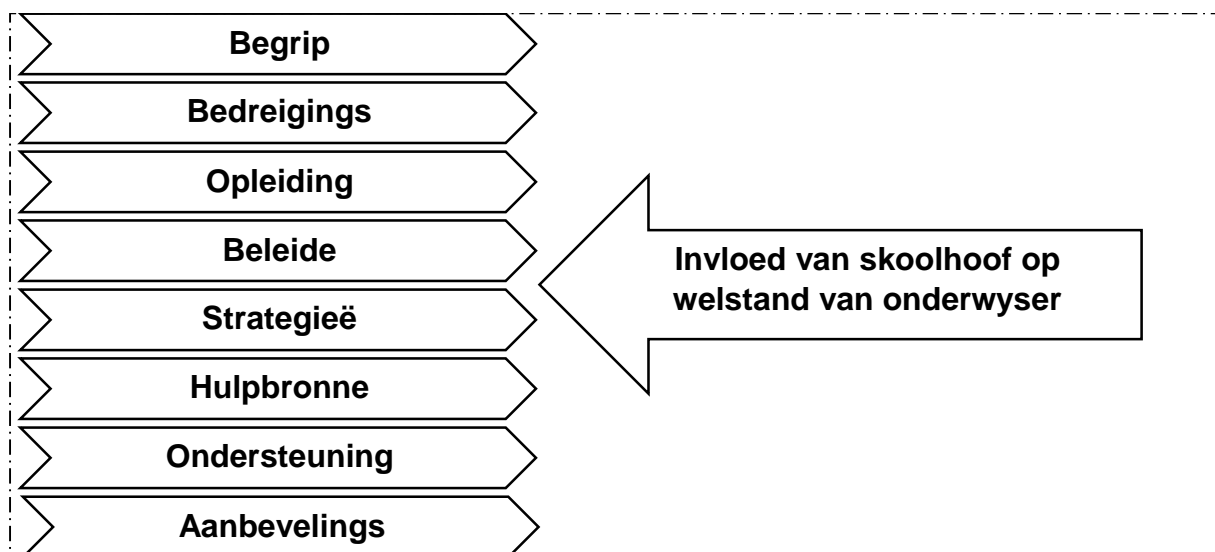 Begrip
Bedreigings
Opleiding
Beleide
Strategieë
Hulpbronne
Ondersteuning
Aanbevelings
Invloed van skoolhoof op
welstand van onderwyser